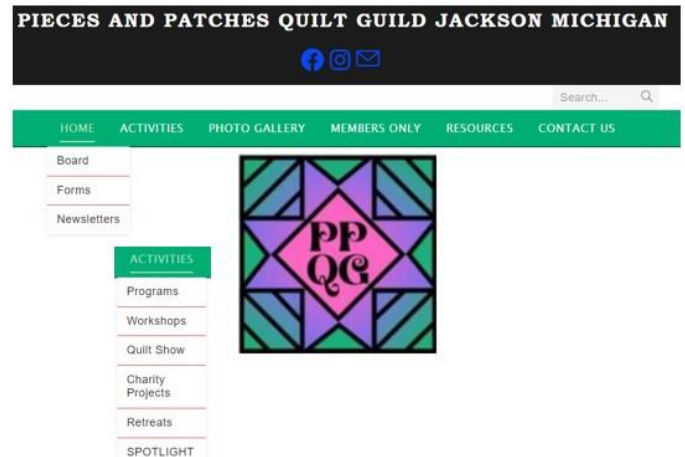 PIECES AND PATCHES QUILT GUILD JACKSON MICHIGAN
Search...
HOME ACTIVITIES PHOTO GALLERY MEMBERS ONLY RESOURCES CONTACT US
Board
Forms
Newsletters
PP
QG
ACTIVITIES
Programs
Workshops
Quilt Show
Charity
Projects
Retreats
SPOTLIGHT